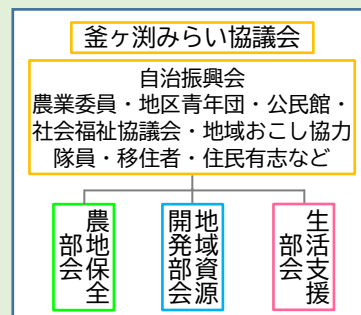 釜ヶ渕みらい協議会
自治振興会
農業委員・地区青年団・公民館・
社会福祉協議会・地域おこし協力
隊員・移住者・住民有志など
農地保全
部会
地域資源
開発部会
生活支援
部会